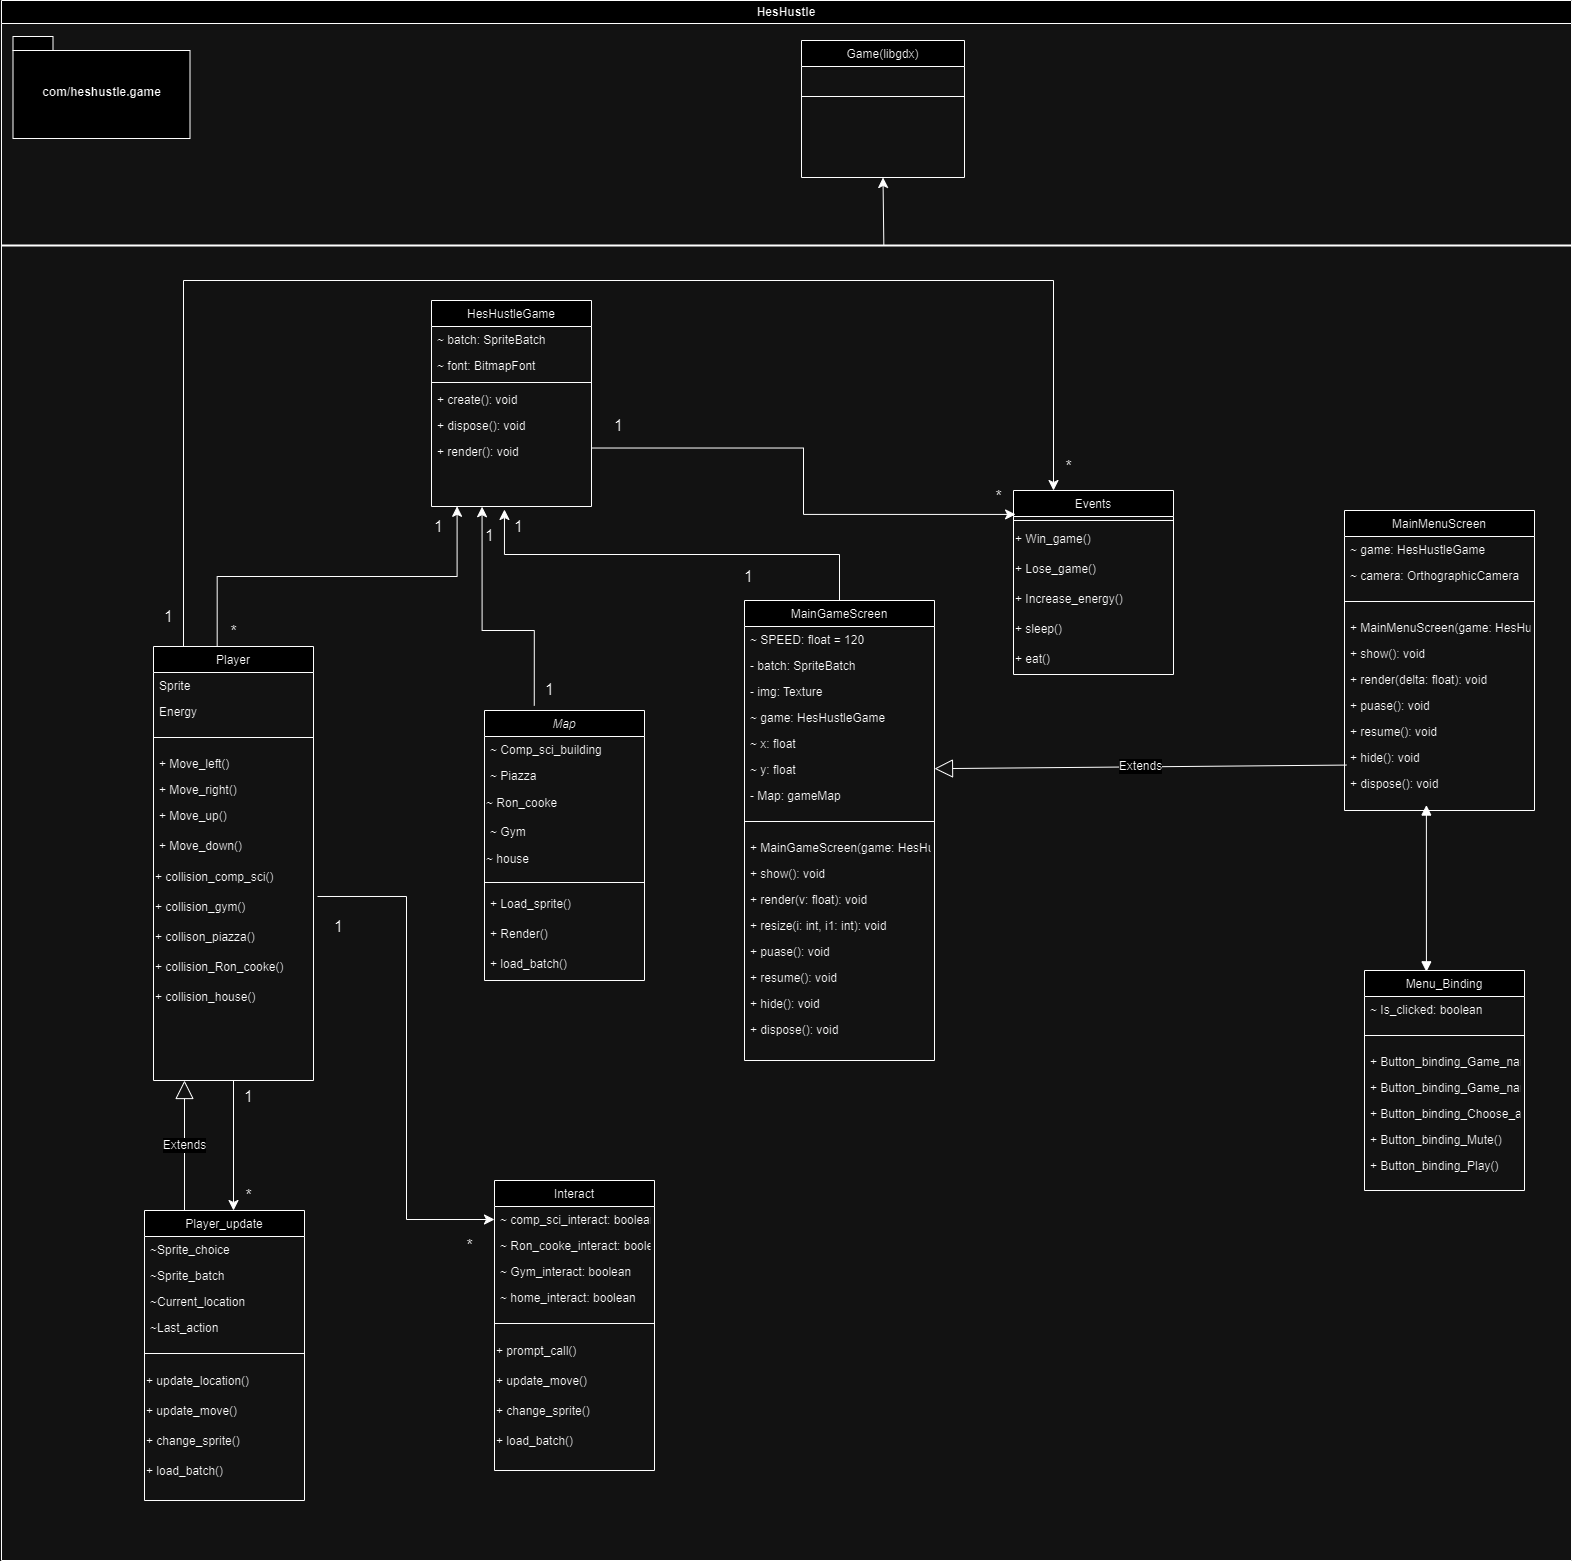 HesHustle
com/heshustle.game
Game(libgdx)
HesHustleGame
~ batch: SpriteBatch
~ font: BitmapFont
+ create(): void
+ dispose(): void
+ render(): void
1
*
*
1
1
1
1
*
1
1
Events
+ Win_game()
+ Lose_game()
+ Increase_energy()
+ sleep()
+ eat()
MainMenuScreen
~ game: HesHustleGame
~ camera: OrthographicCamera
+ MainMenuScreen(game: HesHu
+ show(): void
+ render(delta: float): void
+ puase(): void
+ resume(): void
+ hide(): void
+ dispose(): void
Player
Sprite
Energy
+ Move_left()
+ Move_right()
+ Move_up()
+ Move_down()
+ collision_comp_sci()
+ collision_gym()
+ collison_piazza()
+ collision_Ron_cooke()
+ collision_house()
Map
~ Comp_sci_building
~ Piazza
~ Ron_cooke
~ Gym
~ house
+ Load_sprite()
+ Render()
+ load_batch()
MainGameScreen
~ SPEED: float = 120
- batch: SpriteBatch
- img: Texture
~ game: HesHustleGame
~ x: float
~ y: float
- Map: gameMap
+ MainGameScreen(game: HesHu
+ show(): void
+ render(v: float): void
+ resize(i: int, i1: int): void
+ puase(): void
+ resume(): void
+ hide(): void
+ dispose(): void
Extends
1
Menu_Binding
~ Is_clicked: boolean
+ Button_binding_Game_na
+ Button_binding_Game_na
+ Button_binding_Choose_a
+ Button_binding_Mute()
+ Button_binding_Play()
1
Extends
*
*
Player_update
~Sprite_choice
~Sprite_batch
~Current_location
~Last_action
+ update_location()
+ update_move()
+ change_sprite()
+ load_batch()
Interact
~ comp_sci_interact: boolea
~ Ron_cooke_interact: boole
~ Gym_interact: boolean
~ home_interact: boolean
+ prompt_call()
+ update_move()
+ change_sprite()
+ load_batch()